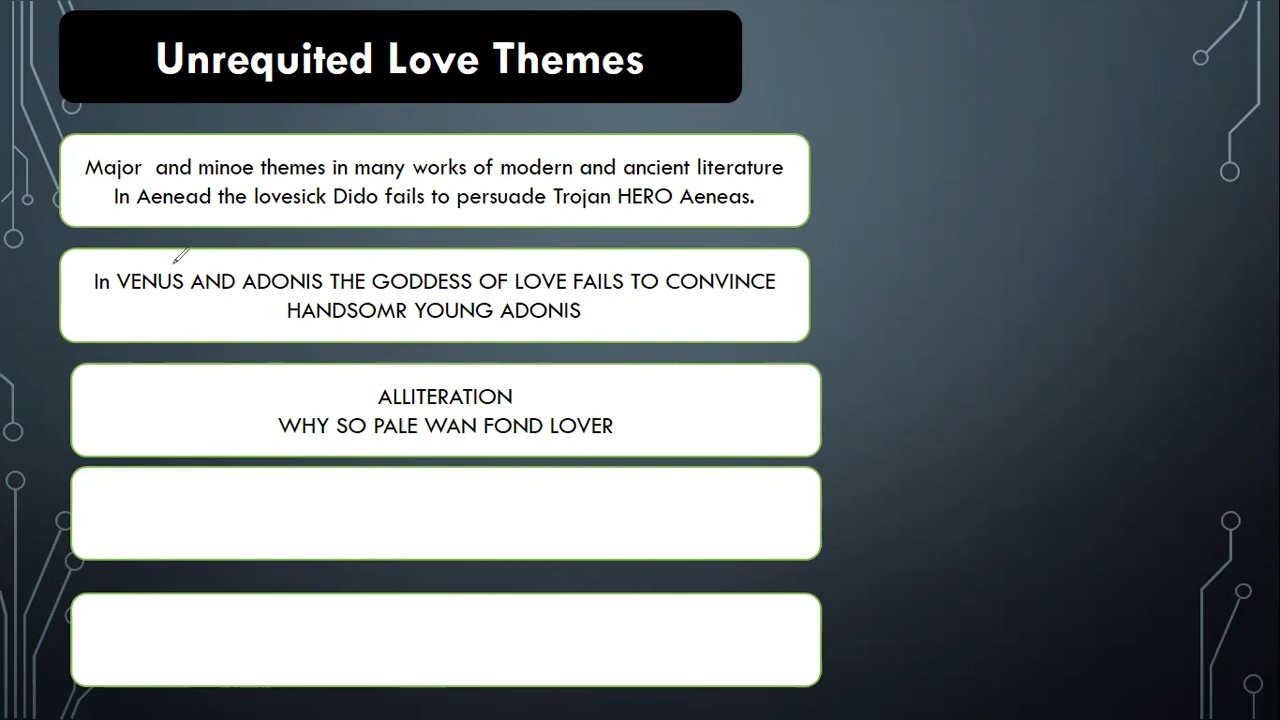 Unrequited Love Themes
Major and minoe themes in many works of modern and ancient literature
In Aenead the lovesick Dido fails to persuade Trojan HERO Aeneas.
In VENUS AND ADONIS THE GODDESS OF LOVE FAILS TO CONVINCE
HANDSOMR YOUNG ADONIS
ALLITERATION
WHY SO PALE WAN FOND LOVER